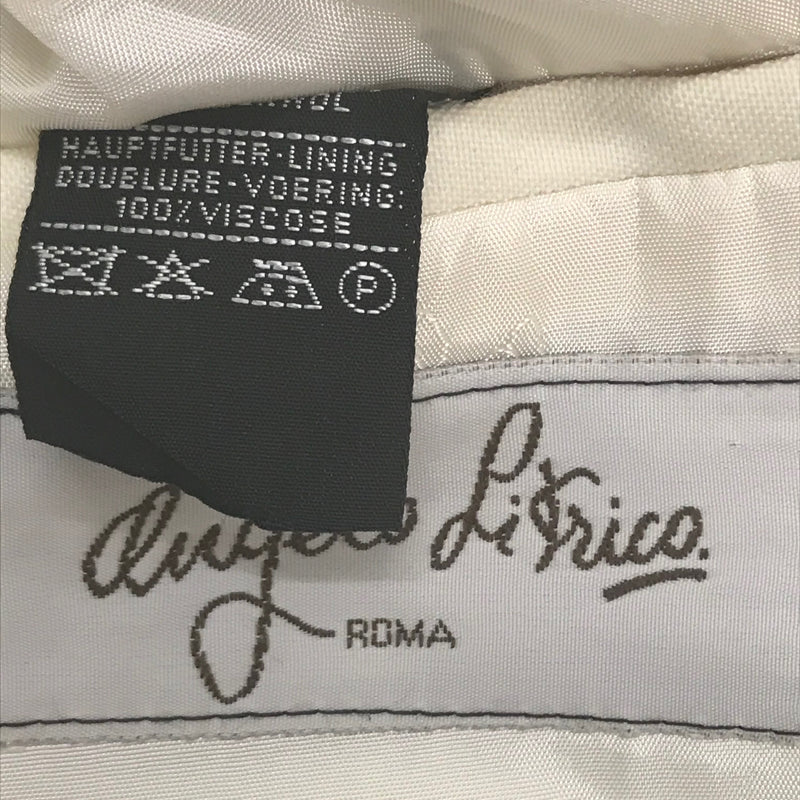 HAUPTFUTTER-LINING
DOUBLURE-VOERING:
100% VISCOSE
P
Angelo Litrico.
ROMA